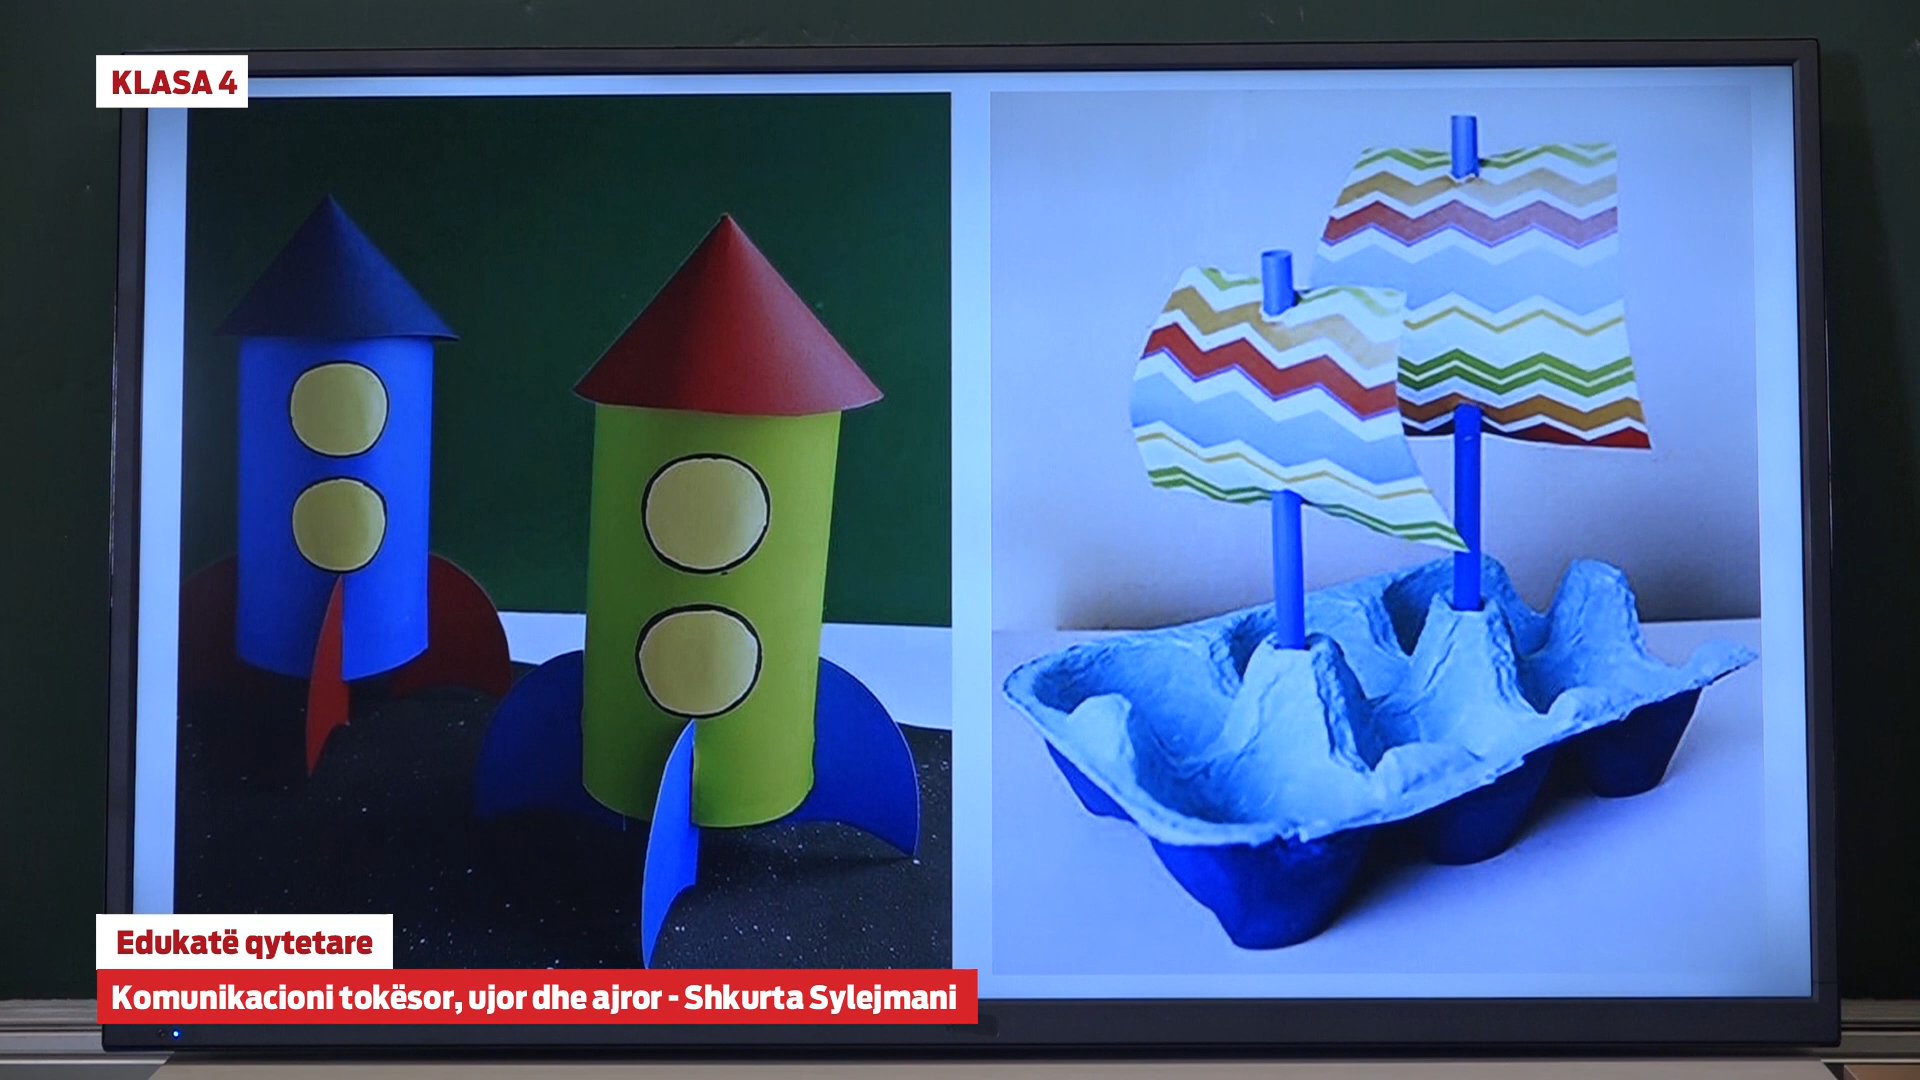 KLASA 4
Edukatë qytetare
Komunikacioni tokësor, ujor dhe ajror - Shkurta Sylejmani